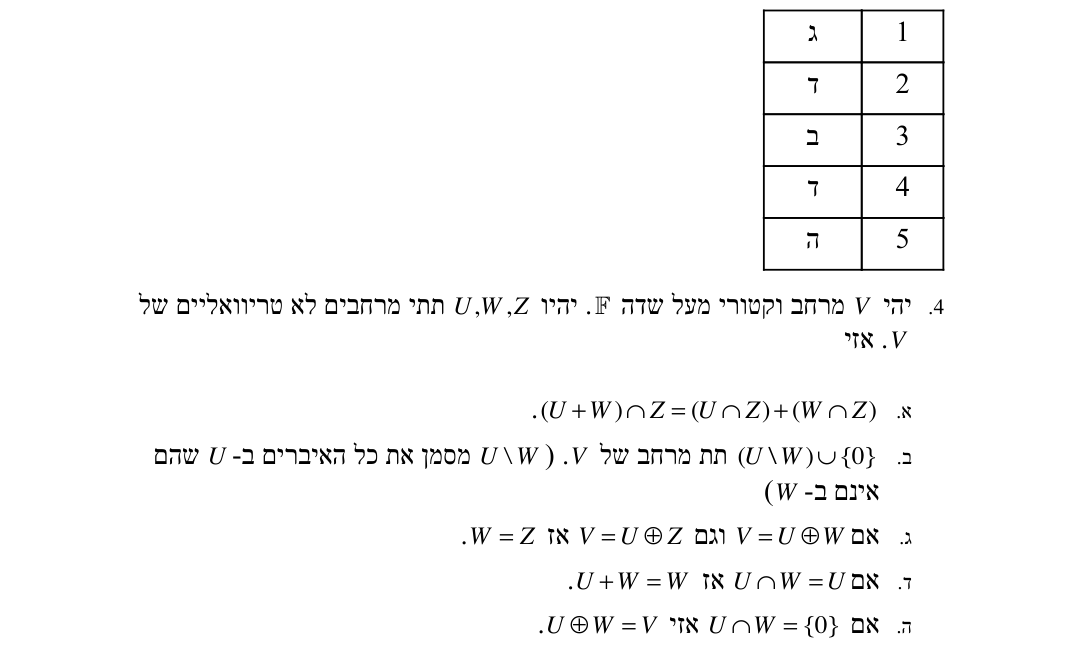 1 ג
2 ד
3 ב
4 ד
5 ה
4. יהי V מרחב וקטורי מעל שדה 𝔽. יהיו U,W,Z תתי מרחבים לא טריוואליים של
V. אזי
א. (U+W)∩Z=(U∩Z)+(W∩Z).
ב. (U\W)∪{0} תת מרחב של V. (U\W מסמן את כל האיברים ב- U שהם
אינם ב- W)
ג. אם V=U⊕W וגם V=U⊕Z אז W=Z.
ד. אם U∩W=U אז U+W=W.
ה. אם U∩W={0} אזי U⊕W=V.